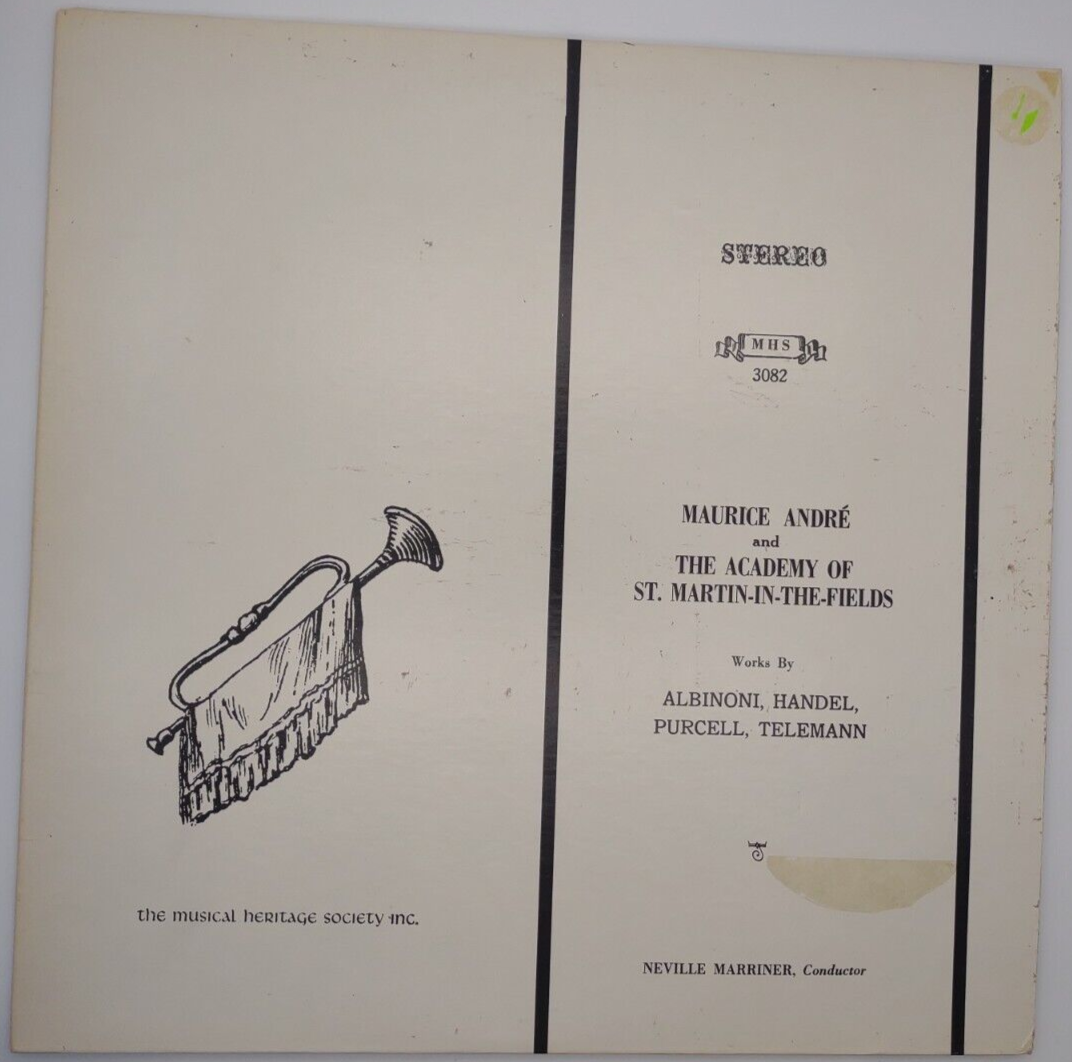 STEREO
MHS
3082
MAURICE ANDRÉ
and
THE ACADEMY OF
ST. MARTIN-IN-THE-FIELDS
Works By
ALBINONI, HANDEL,
PURCELL, TELEMANN
the musical heritage society inc.
NEVILLE MARRINER, Conductor